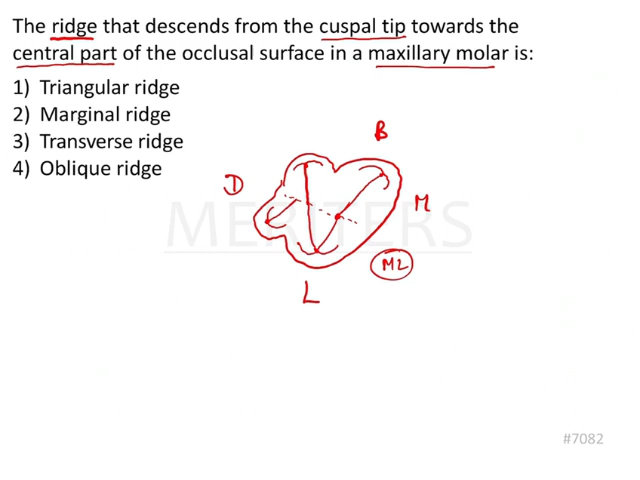 The ridge that descends from the cuspal tip towards the
central part of the occlusal surface in a maxillary molar is:
1) Triangular ridge
2) Marginal ridge
3) Transverse ridge
4) Oblique ridge
B
D
M
MERITERS
M2
L
#7082